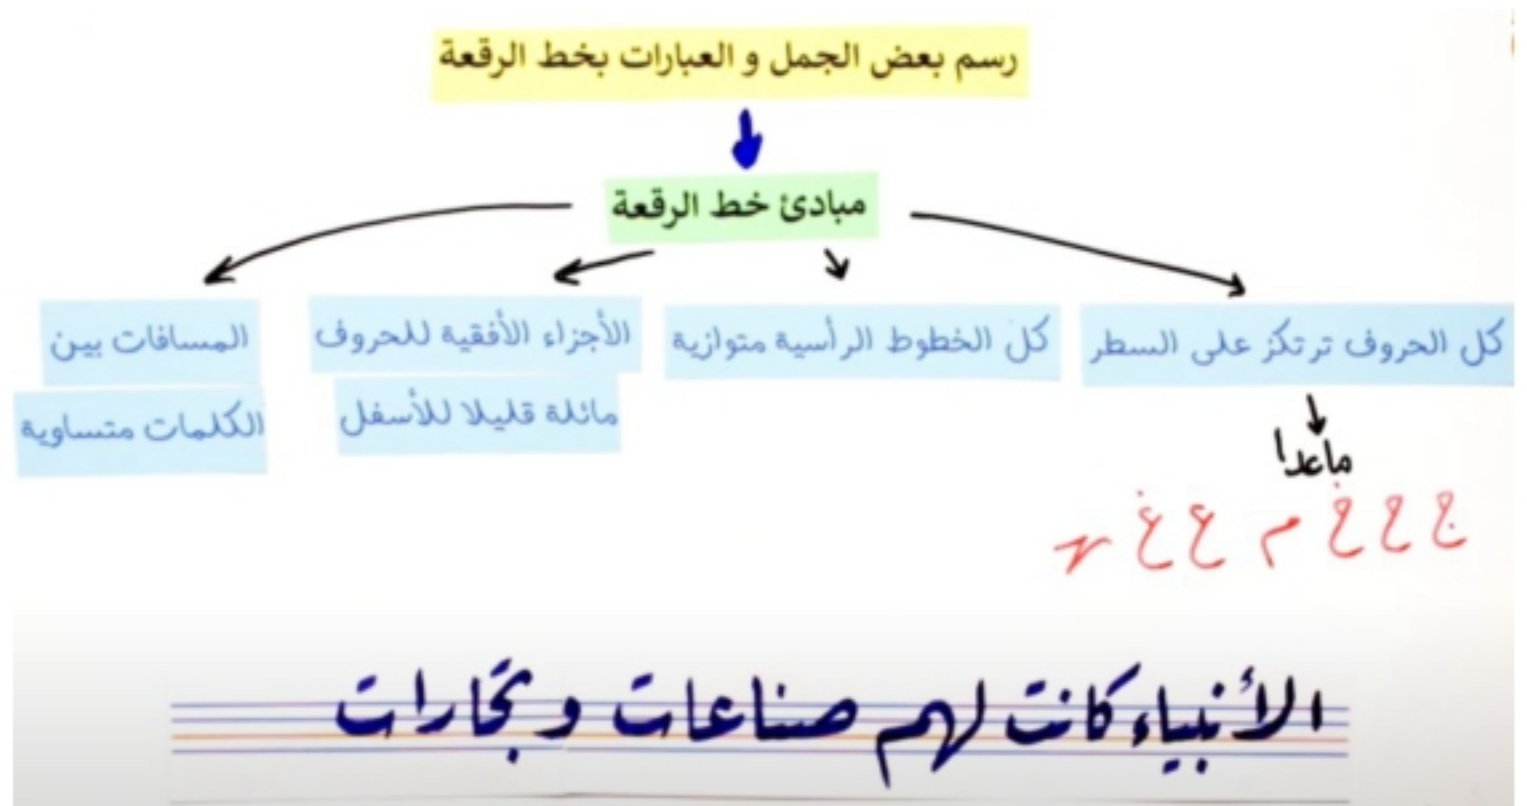 رسم بعض الجمل و العبارات بخط الرقعة
مبادئ خط الرقعة
كل الحروف ترتكز على السطر
ماعدا
ج ح خ م ع غ ـهـ
كل الخطوط الرأسية متوازية
الأجزاء الأفقية للحروف
مائلة قليلا للأسفل
المسافات بين
الكلمات متساوية
الأنبياء كانت لهم صناعات و تجارات